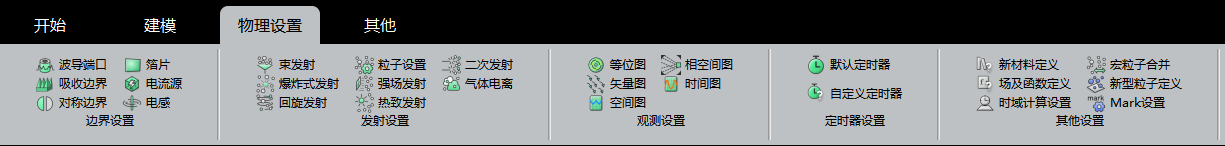 开始 建模 物理设置 其他
波导端口 箔片
吸收边界 电流源
对称边界 电感
边界设置
束发射 粒子设置 二次发射
爆炸式发射 强场发射 气体电离
回旋发射 热致发射
发射设置
等位图 相空间图
矢量图 时间图
空间图
观测设置
默认定时器
自定义定时器
定时器设置
新材料定义 宏粒子合并
场及函数定义 新型粒子定义
时域计算设置 mark Mark设置
其他设置